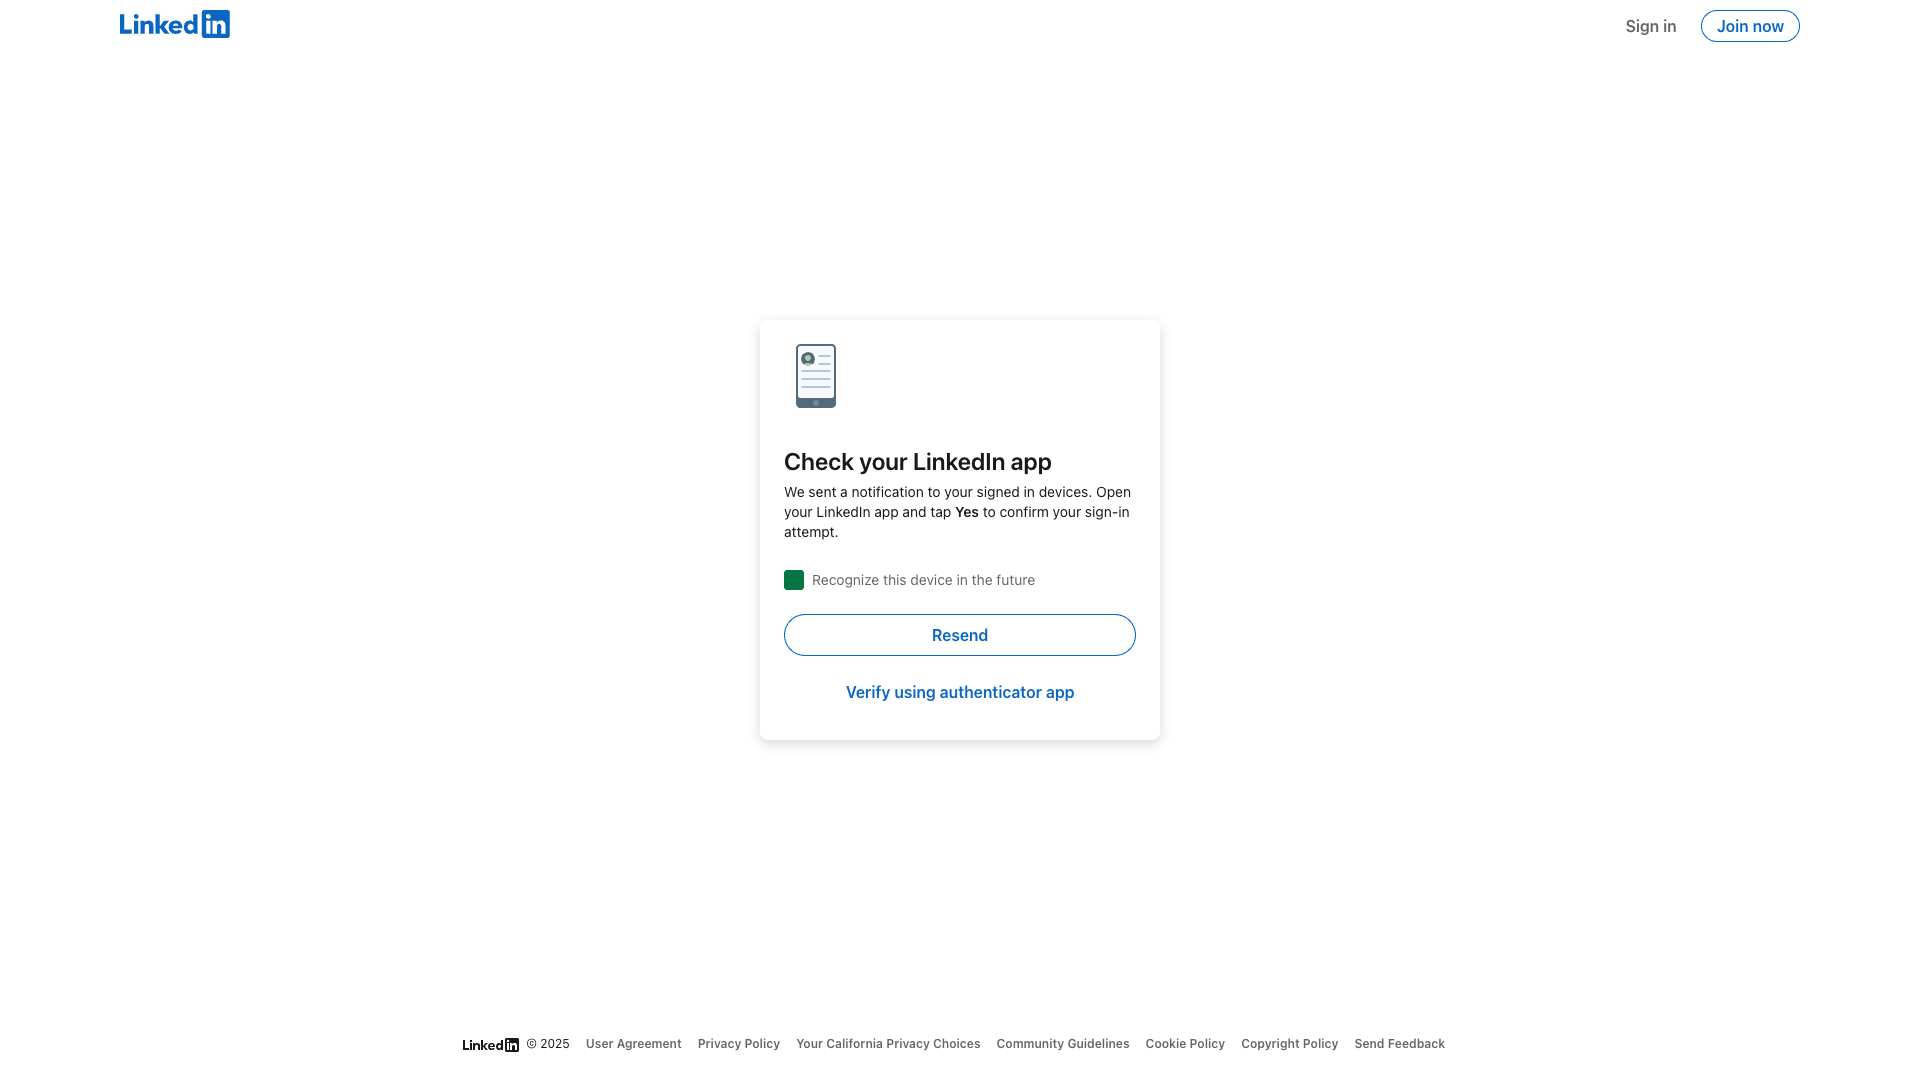 Linkedin
Sign in
Join now
Check your LinkedIn app
We sent a notification to your signed in devices. Open
your LinkedIn app and tap Yes to confirm your sign-in
attempt.
Recognize this device in the future
Resend
Verify using authenticator app
Linkedin © 2025 User Agreement Privacy Policy Your California Privacy Choices Community Guidelines Cookie Policy Copyright Policy Send Feedback